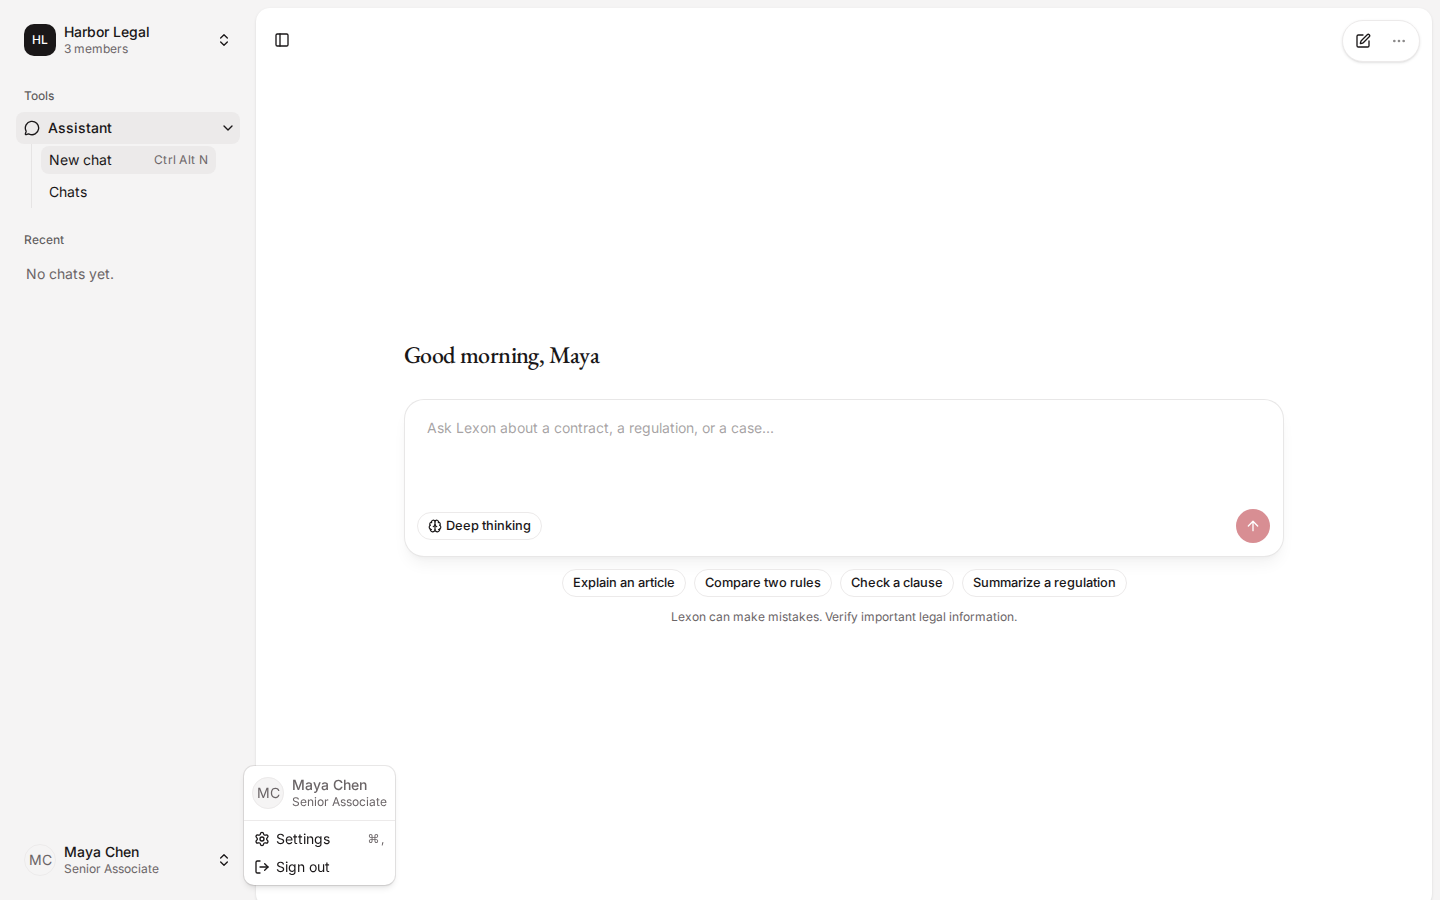 HL
Harbor Legal
3 members
Tools
Assistant
New chat
Ctrl Alt N
Chats
Recent
No chats yet.
Good morning, Maya
Ask Lexon about a contract, a regulation, or a case...
Deep thinking
Explain an article
Compare two rules
Check a clause
Summarize a regulation
Lexon can make mistakes. Verify important legal information.
MC
Maya Chen
Senior Associate
Settings
⌘,
Sign out
MC
Maya Chen
Senior Associate